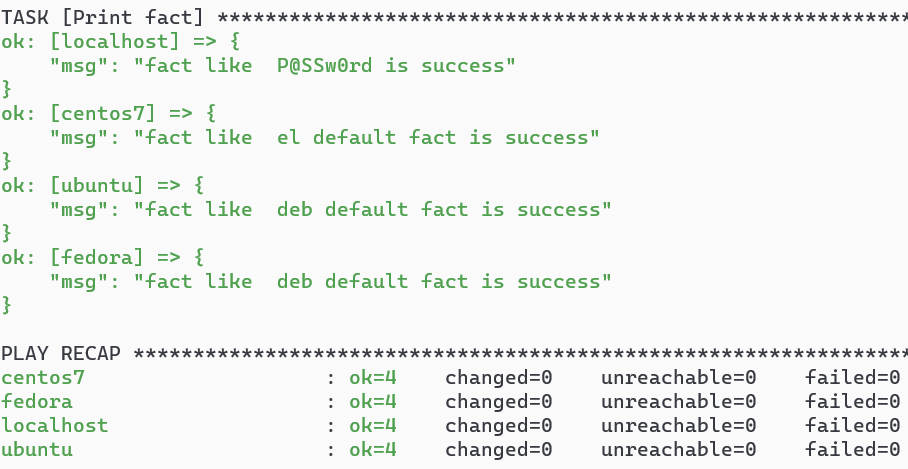 TASK [Print fact] **********************************************************
ok: [localhost] => {
    "msg": "fact like  P@SSw0rd is success"
}
ok: [centos7] => {
    "msg": "fact like  el default fact is success"
}
ok: [ubuntu] => {
    "msg": "fact like  deb default fact is success"
}
ok: [fedora] => {
    "msg": "fact like  deb default fact is success"
}
PLAY RECAP *****************************************************************
centos7                    : ok=4    changed=0    unreachable=0    failed=0
fedora                     : ok=4    changed=0    unreachable=0    failed=0
localhost                  : ok=4    changed=0    unreachable=0    failed=0
ubuntu                     : ok=4    changed=0    unreachable=0    failed=0